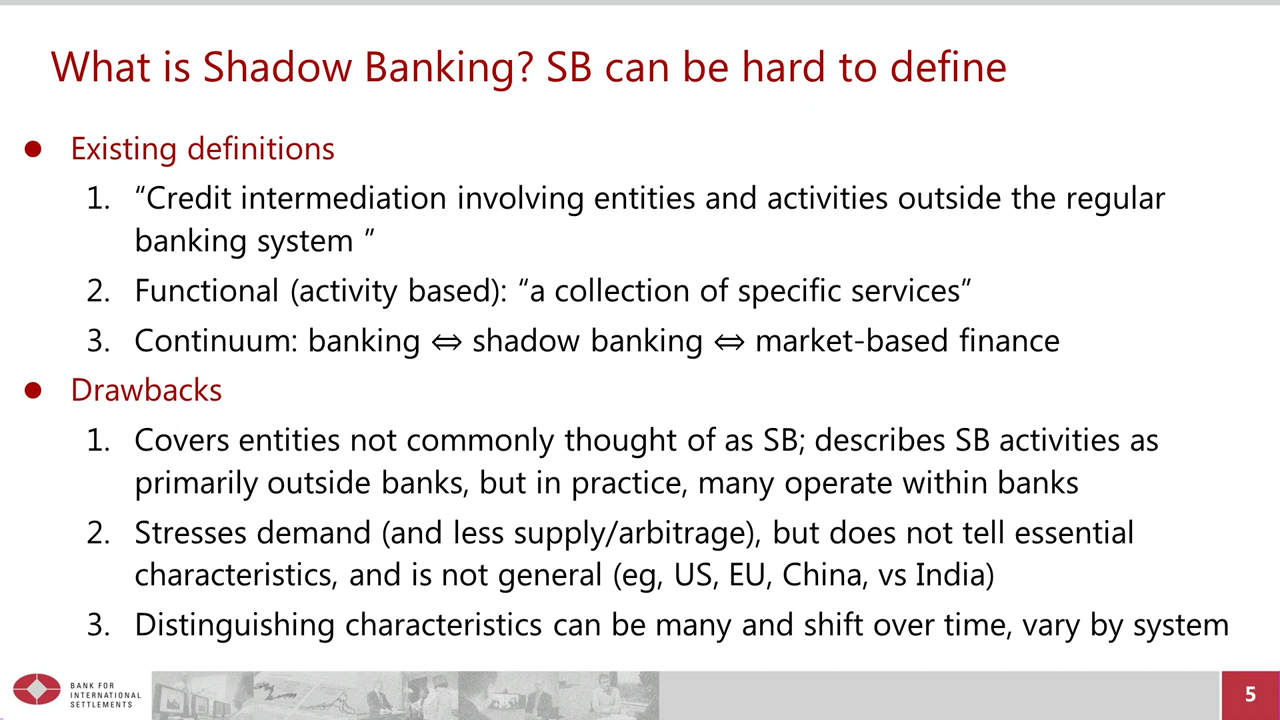 What is Shadow Banking? SB can be hard to define
● Existing definitions
1. “Credit intermediation involving entities and activities outside the regular
banking system ”
2. Functional (activity based): “a collection of specific services”
3. Continuum: banking ⇔ shadow banking ⇔ market-based finance
● Drawbacks
1. Covers entities not commonly thought of as SB; describes SB activities as
primarily outside banks, but in practice, many operate within banks
2. Stresses demand (and less supply/arbitrage), but does not tell essential
characteristics, and is not general (eg, US, EU, China, vs India)
3. Distinguishing characteristics can be many and shift over time, vary by system
BANK FOR
INTERNATIONAL
SETTLEMENTS
5